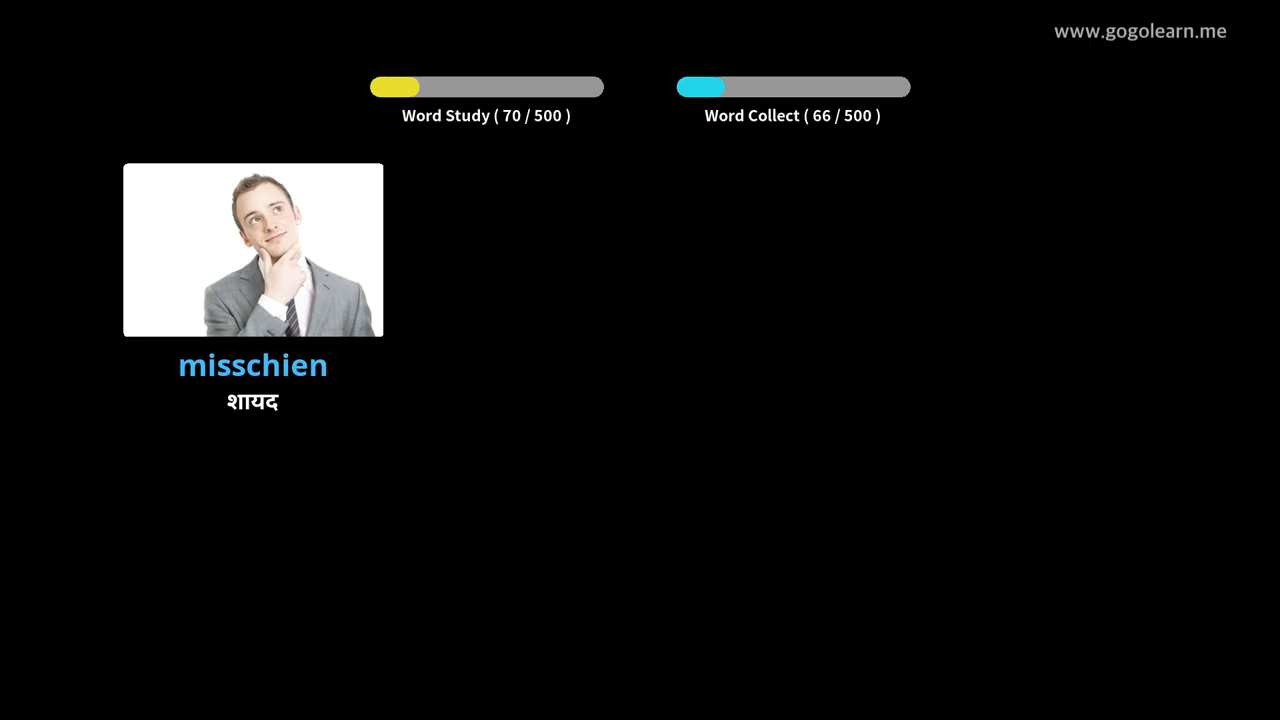 www.gogolearn.me
Word Study ( 70 / 500 )
Word Collect ( 66 / 500 )
misschien
शायद